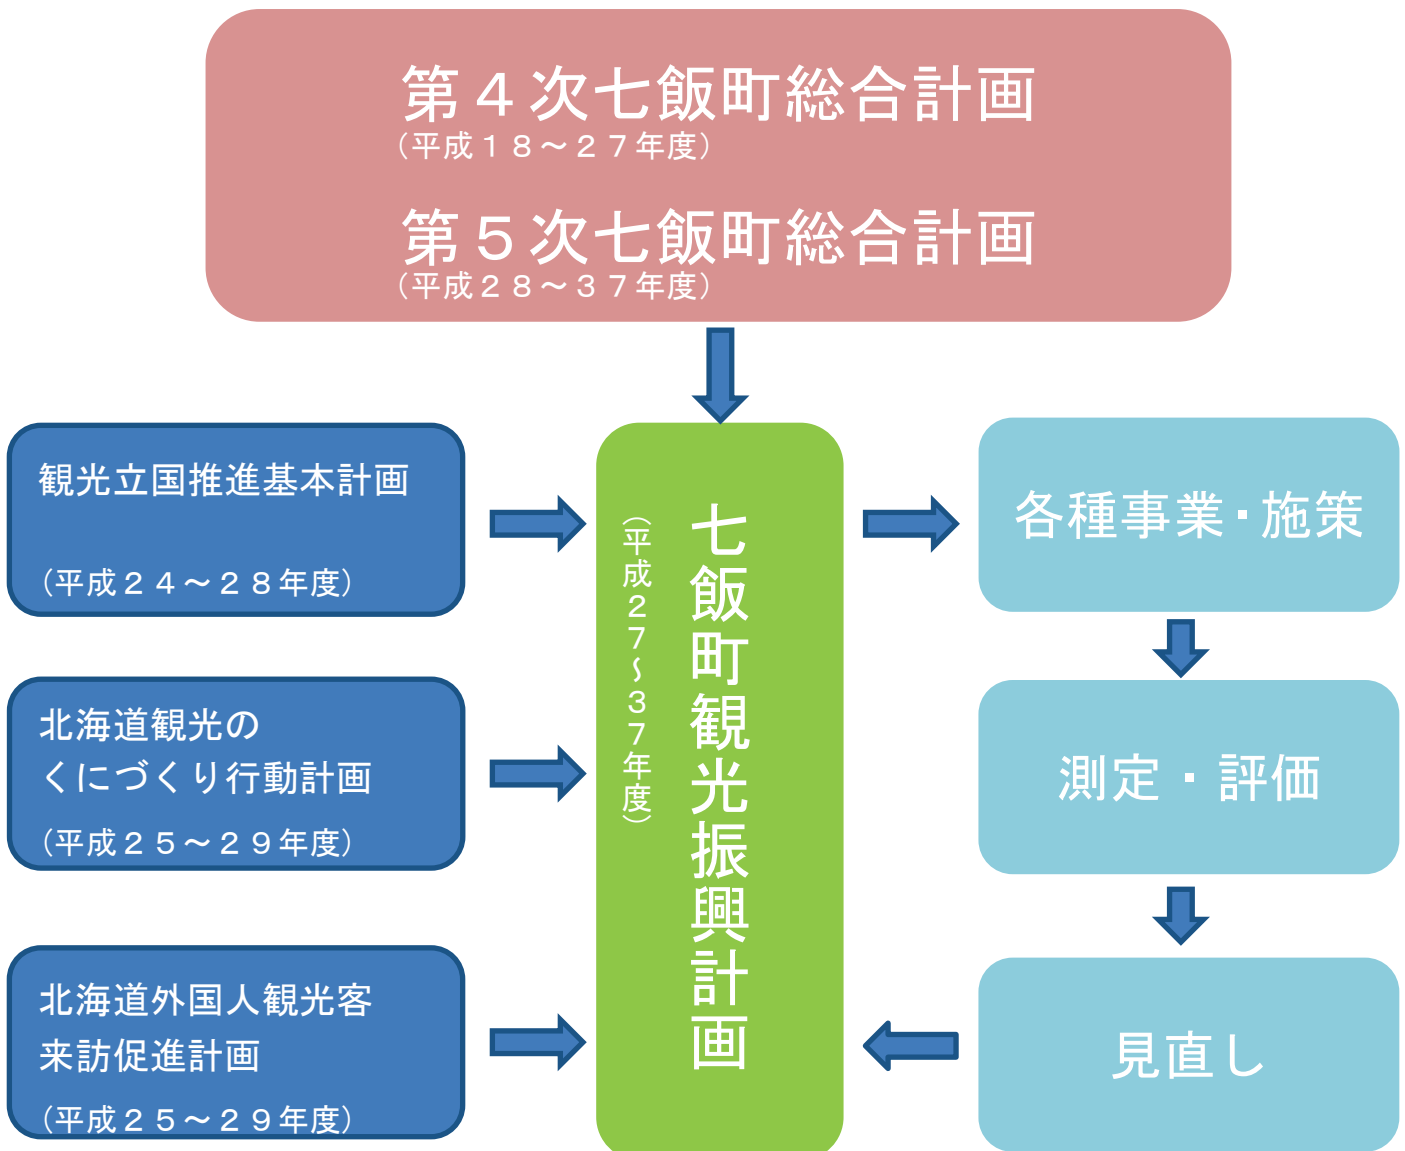 第４次七飯町総合計画
（平成１８～２７年度）
第５次七飯町総合計画
（平成２８～３７年度）
観光立国推進基本計画
（平成２４～２８年度）
北海道観光の
くにづくり行動計画
（平成２５～２９年度）
北海道外国人観光客
来訪促進計画
（平成２５～２９年度）
七飯町観光振興計画
（平成２７～３７年度）
各種事業・施策
測定・評価
見直し